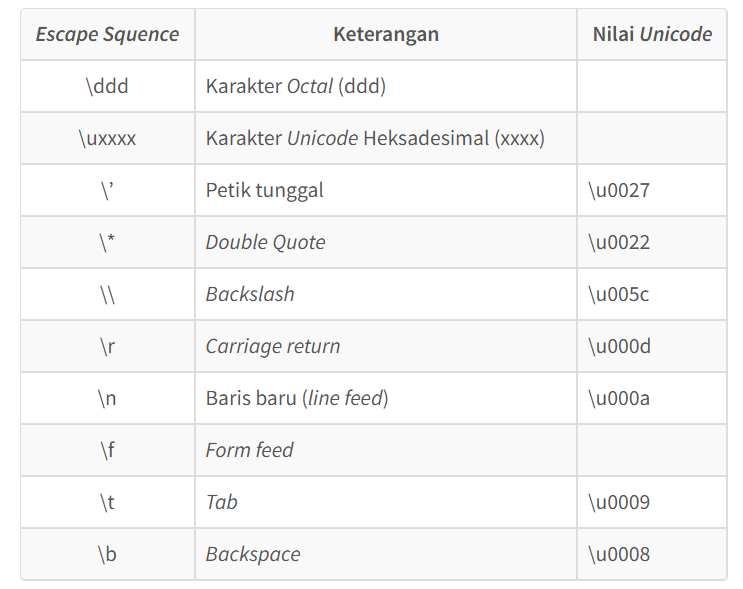 Escape Squence Keterangan Nilai Unicode
\ddd Karakter Octal (ddd)
\uxxxx Karakter Unicode Heksadesimal (xxxx)
\’ Petik tunggal \u0027
\* Double Quote \u0022
\\ Backslash \u005c
\r Carriage return \u000d
\n Baris baru (line feed) \u000a
\f Form feed
\t Tab \u0009
\b Backspace \u0008